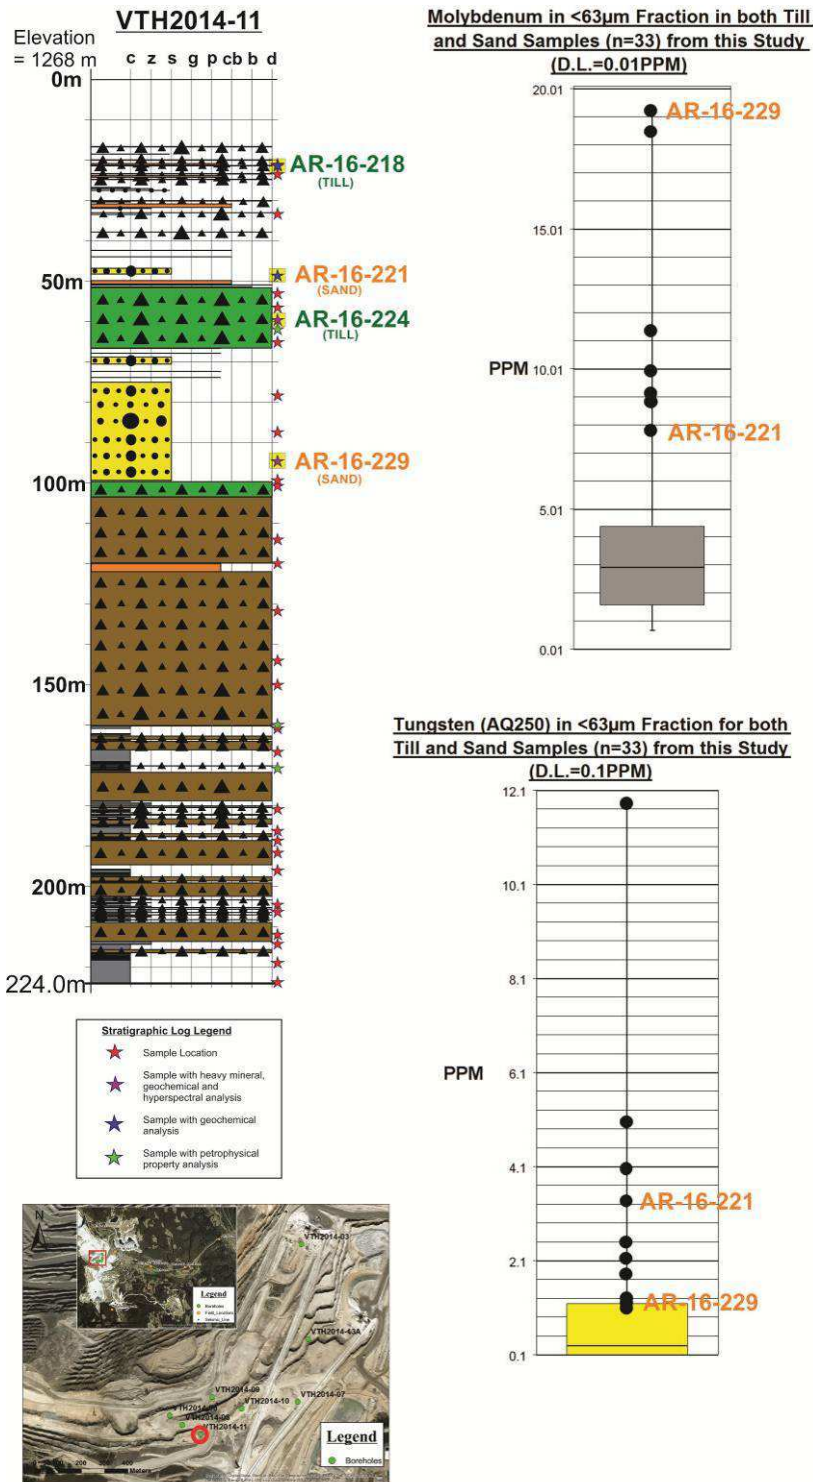 VTH2014-11
Elevation
= 1268 m
c z s g p cb b d
0m
50m
100m
150m
200m
224.0m
AR-16-218
(TILL)
AR-16-221
(SAND)
AR-16-224
(TILL)
AR-16-229
(SAND)
Stratigraphic Log Legend
Sample Location
Sample with heavy mineral,
geochemical and
hyperspectral analysis
Sample with geochemical
analysis
Sample with petrophysical
property analysis
N
Legend
Boreholes
VTH2014-03
VTH2014-43A
VTH2014-09
VTH2014-07
VTH2014-10
VTH2014-11
200
400
Meters
Legend
Boreholes
Molybdenum in <63µm Fraction in both Till
and Sand Samples (n=33) from this Study
(D.L.=0.01PPM)
20.01
AR-16-229
15.01
PPM 10.01
AR-16-221
5.01
0.01
Tungsten (AQ250) in <63µm Fraction for both
Till and Sand Samples (n=33) from this Study
(D.L.=0.1PPM)
12.1
10.1
8.1
PPM 6.1
4.1
AR-16-221
2.1
AR-16-229
0.1